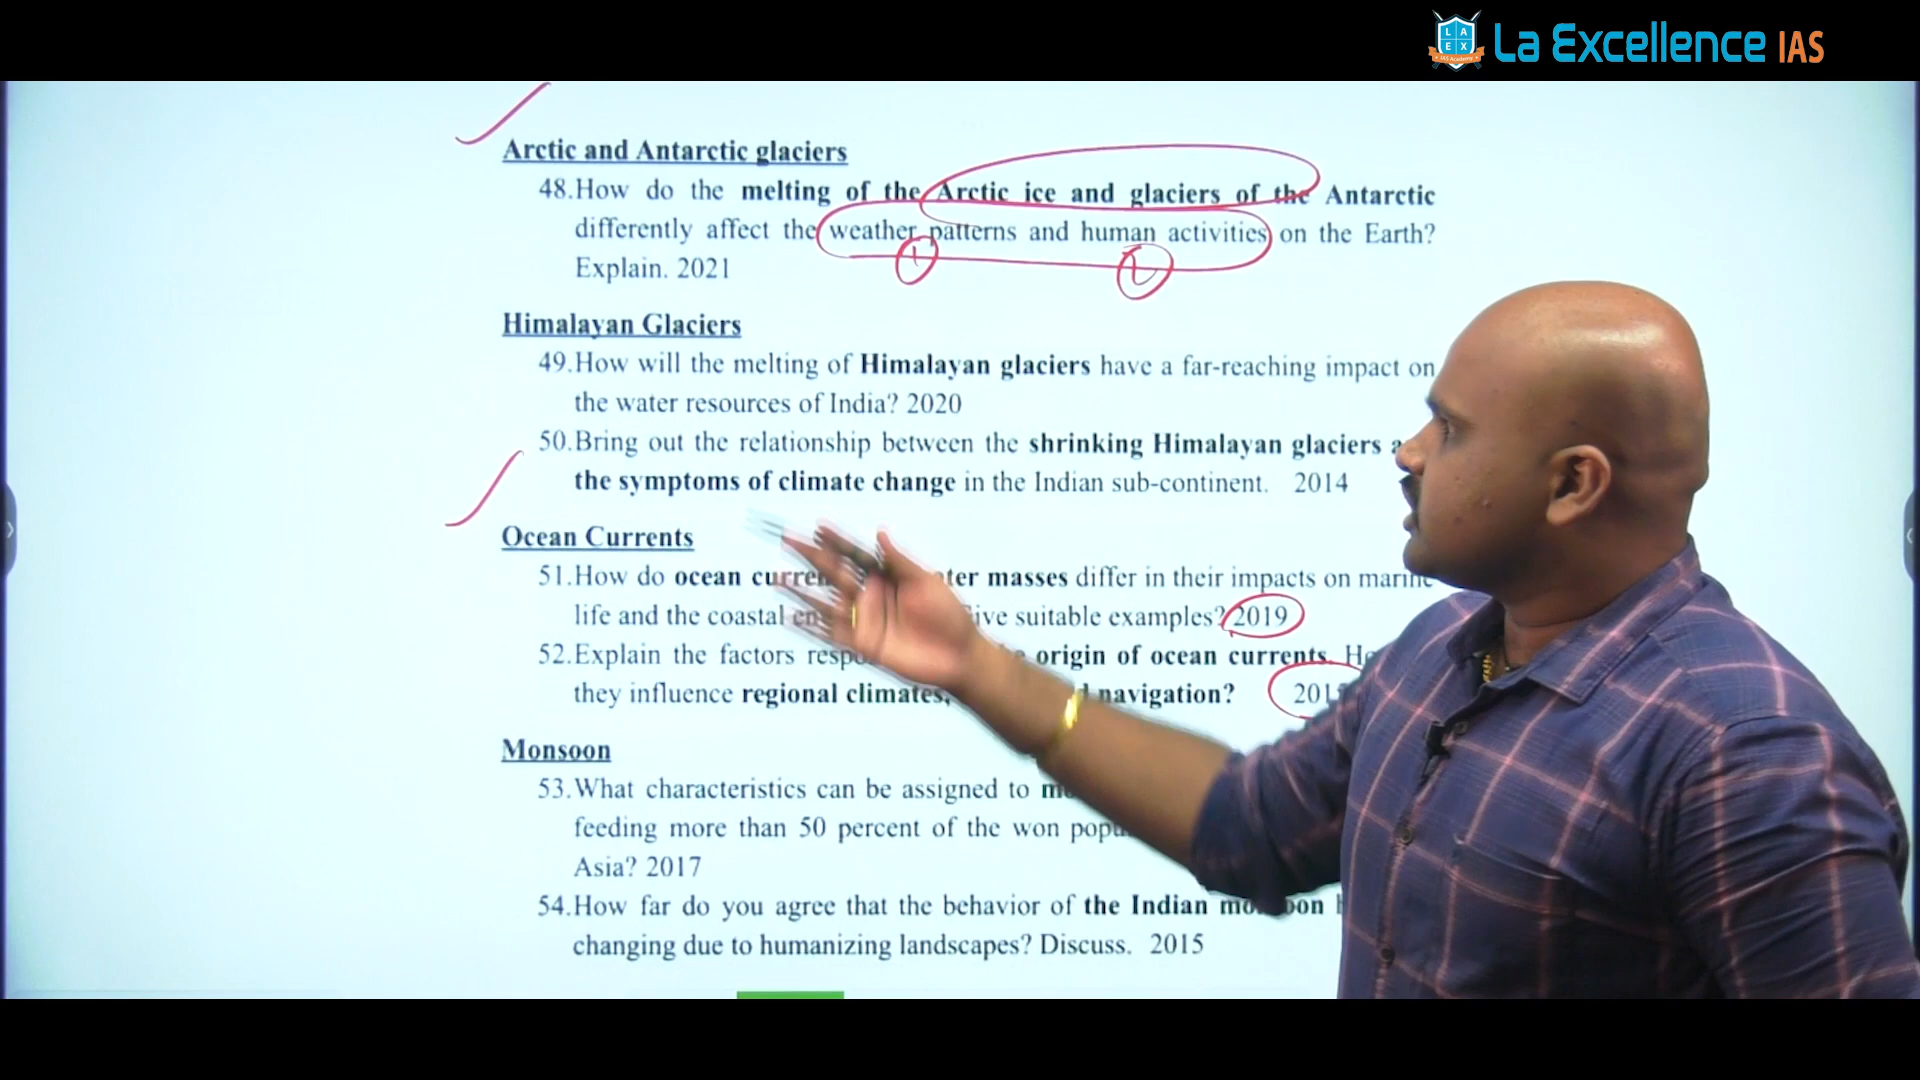 LAEX
IAS Academy
La Excellence IAS
Arctic and Antarctic glaciers
48.How do the melting of the Arctic ice and glaciers of the Antarctic
differently affect the weather patterns and human activities on the Earth?
1 2
Explain. 2021
Himalayan Glaciers
49.How will the melting of Himalayan glaciers have a far-reaching impact on
the water resources of India? 2020
50.Bring out the relationship between the shrinking Himalayan glaciers
the symptoms of climate change in the Indian sub-continent. 2014
Ocean Currents
51.How do ocean masses differ in their impacts on marine
life and the coastal suitable examples? 2019
52.Explain the factors origin of ocean currents.
they influence regional climates, navigation?
Monsoon
53.What characteristics can be assigned to
feeding more than 50 percent of the won
Asia? 2017
54.How far do you agree that the behavior of the Indian
changing due to humanizing landscapes? Discuss. 2015